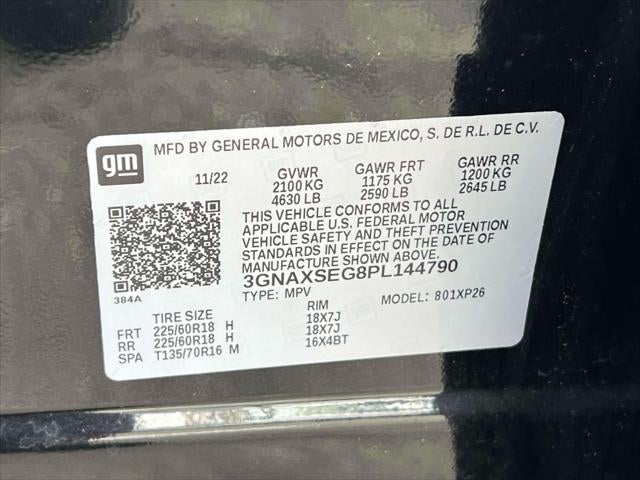 MFD BY GENERAL MOTORS DE MEXICO, S. DE R.L. DE C.V.
gm
11/22 GVWR GAWR FRT GAWR RR
2100 KG 1175 KG 1200 KG
4630 LB 2590 LB 2645 LB
THIS VEHICLE CONFORMS TO ALL
APPLICABLE U.S. FEDERAL MOTOR
VEHICLE SAFETY AND THEFT PREVENTION
STANDARDS IN EFFECT ON THE DATE OF
MANUFACTURE SHOWN ABOVE.
3GNAXSEG8PL144790
384A
TYPE: MPV MODEL: 801XP26
TIRE SIZE RIM
FRT 225/60R18 H 18X7J
RR 225/60R18 H 18X7J
SPA T135/70R16 M 16X4BT